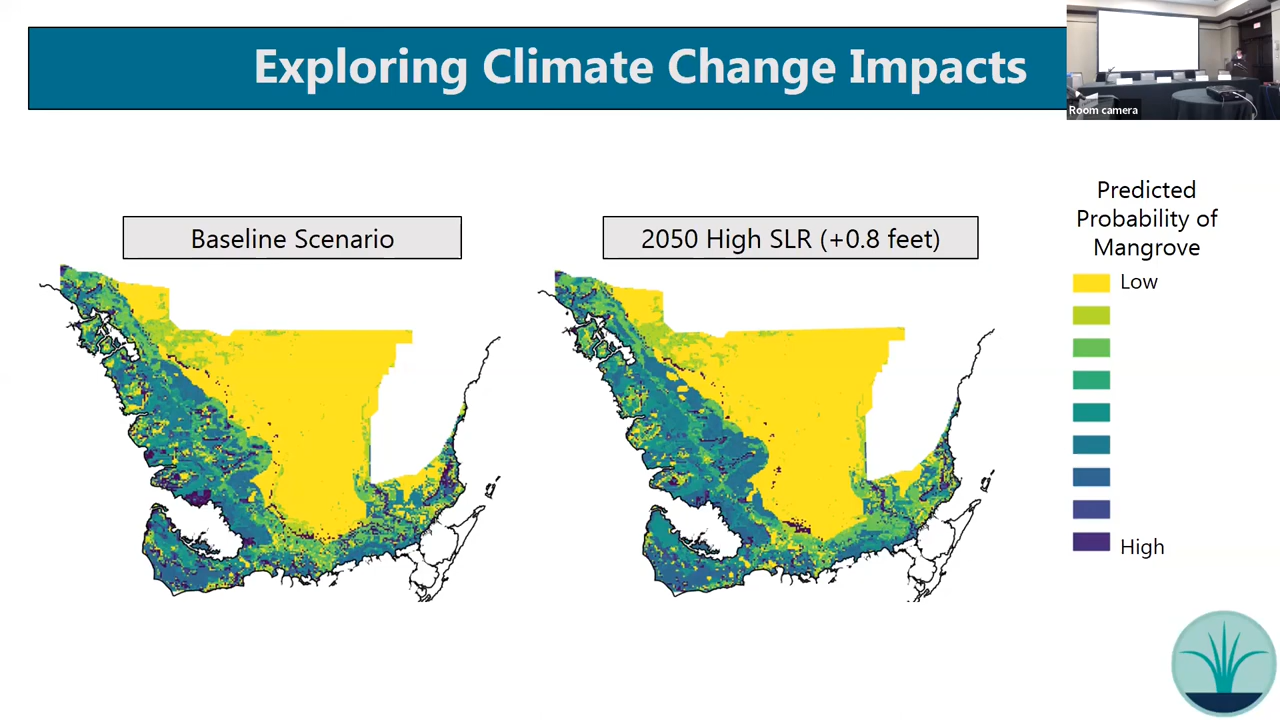 Exploring Climate Change Impacts
Room camera
Baseline Scenario
2050 High SLR (+0.8 feet)
Predicted
Probability of
Mangrove
Low
High